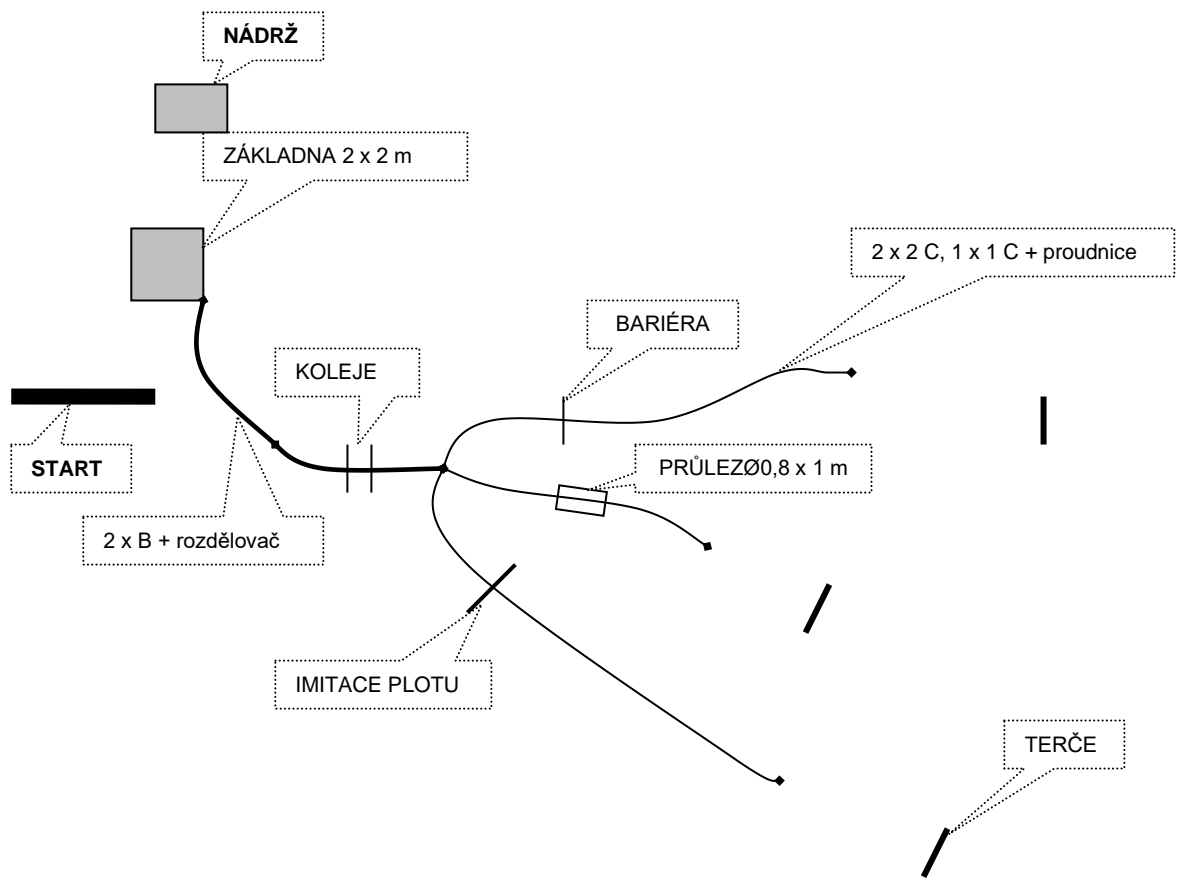 NÁDRŽ
ZÁKLADNA 2 x 2 m
2 x 2 C, 1 x 1 C + proudnice
BARIÉRA
KOLEJE
START
PRŮLEZØ0,8 x 1 m
2 x B + rozdělovač
IMITACE PLOTU
TERČE